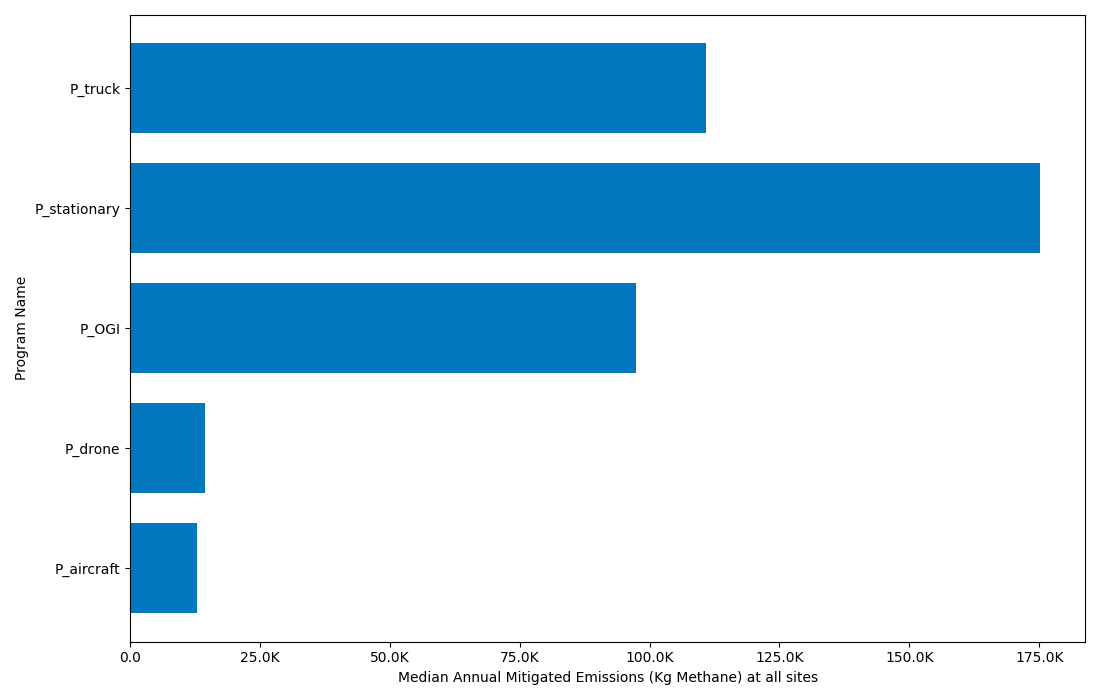 P_truck
P_stationary
P_OGI
P_drone
P_aircraft
Program Name
0.0 25.0K 50.0K 75.0K 100.0K 125.0K 150.0K 175.0K
Median Annual Mitigated Emissions (Kg Methane) at all sites